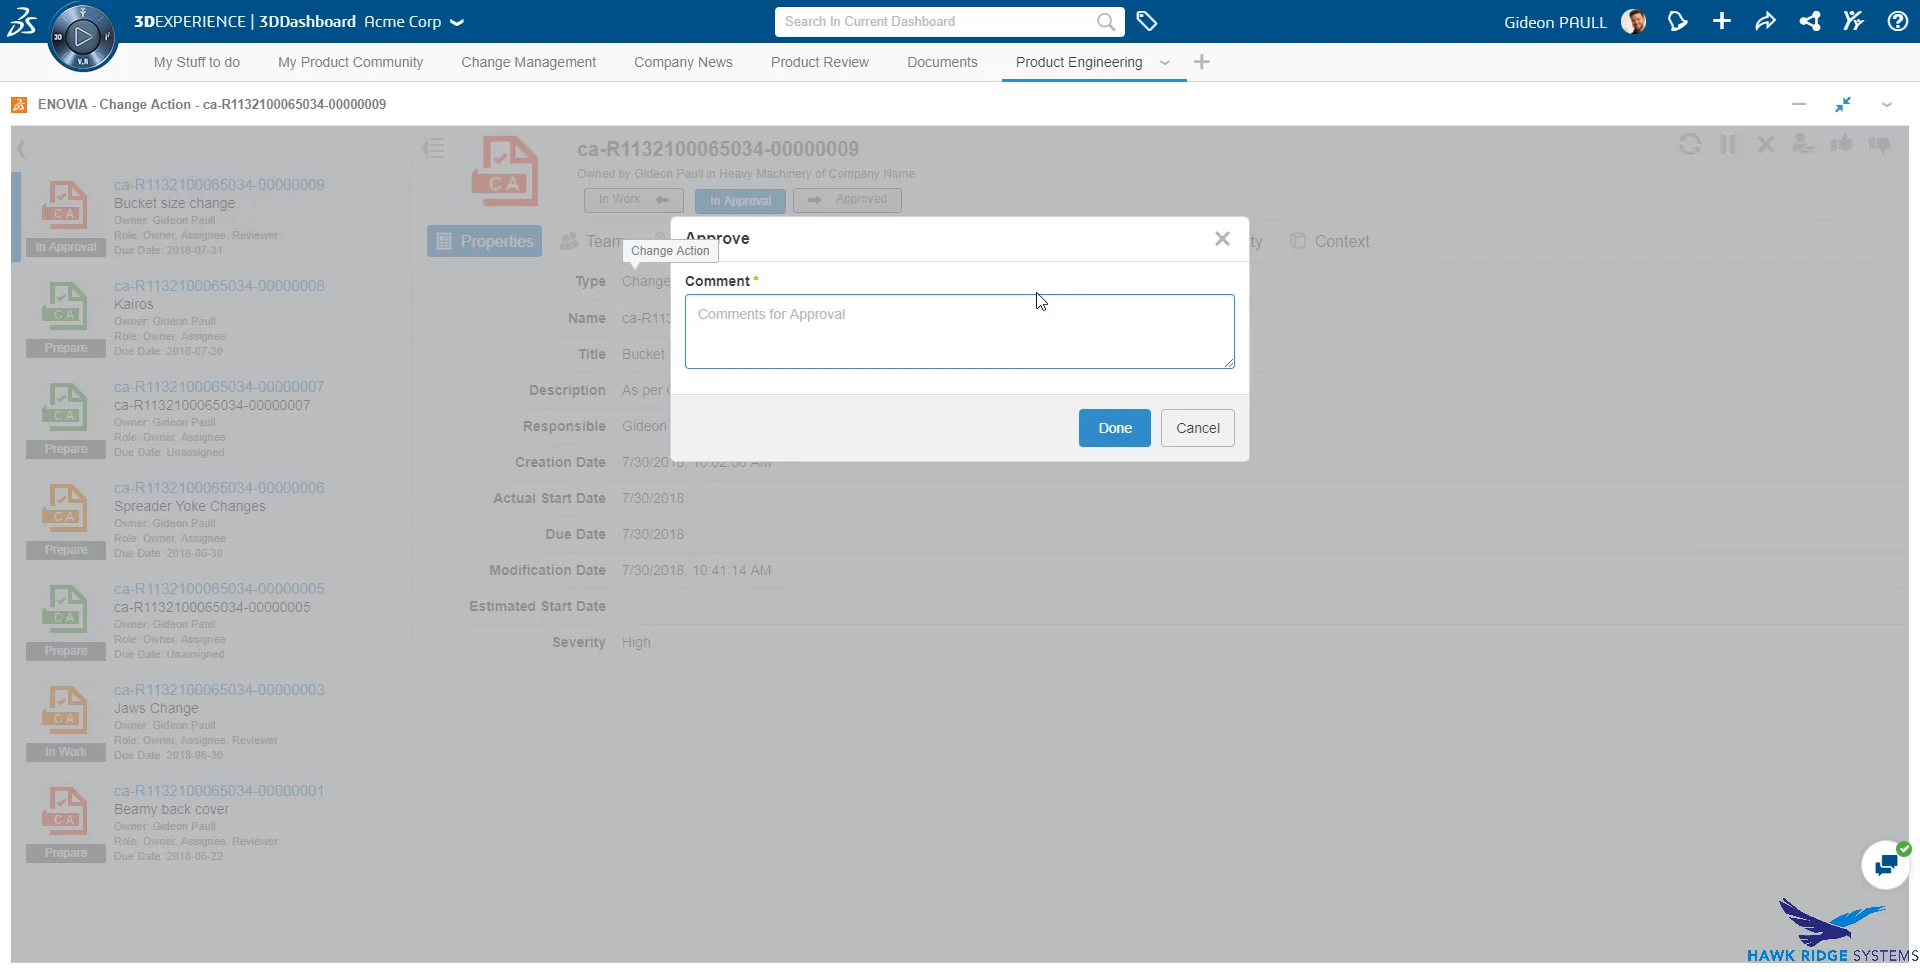 3DEXPERIENCE | 3DDashboard Acme Corp
Search In Current Dashboard
Gideon PAULL
3D
V.R
My Stuff to do
My Product Community
Change Management
Company News
Product Review
Documents
Product Engineering
ENOVIA - Change Action - ca-R1132100065034-00000009
CA
ca-R1132100065034-00000009
Bucket size change
Owner: Gideon Paull
Role: Owner, Assignee, Reviewer
In Approval
Due Date: 2018-07-31
CA
ca-R1132100065034-00000008
Kairos
Owner: Gideon Paull
Role: Owner, Assignee
Prepare
Due Date: 2018-07-20
CA
ca-R1132100065034-00000007
ca-R1132100065034-00000007
Owner: Gideon Paull
Role: Owner, Assignee
Prepare
Due Date: Unassigned
CA
ca-R1132100065034-00000006
Spreader Yoke Changes
Owner: Gideon Paull
Role: Owner, Assignee
Prepare
Due Date: 2018-06-30
CA
ca-R1132100065034-00000005
ca-R1132100065034-00000005
Owner: Gideon Paull
Role: Owner, Assignee
Prepare
Due Date: Unassigned
CA
ca-R1132100065034-00000003
Jaws Change
Owner: Gideon Paull
Role: Owner, Assignee, Reviewer
In Work
Due Date: 2018-06-30
CA
ca-R1132100065034-00000001
Beamy back cover
Owner: Gideon Paull
Role: Owner, Assignee, Reviewer
Prepare
Due Date: 2018-06-22
CA
ca-R1132100065034-00000009
Owned by Gideon Paull in Heavy Machinery of Company Name
In Work
In Approval
Approved
Properties
Team
ty
Context
Change Action
Type Change
Name ca-R113
Title Bucket
Description As per
Responsible Gideon
Creation Date 7/30/2018, 10:02:06 AM
Actual Start Date 7/30/2018
Due Date 7/30/2018
Modification Date 7/30/2018, 10:41:14 AM
Estimated Start Date
Severity High
Approve
Comment *
Comments for Approval
Done
Cancel
HAWK RIDGE SYSTEMS